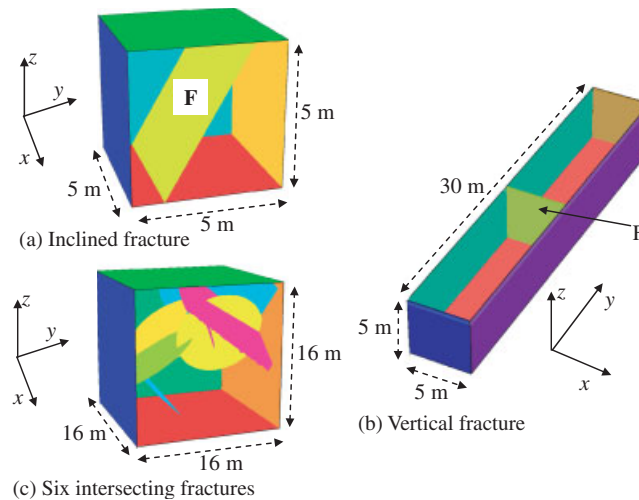 z
y
x
F
5 m
5 m
5 m
(a) Inclined fracture
z
y
x
16 m
16 m
16 m
(c) Six intersecting fractures
30 m
F
5 m
5 m
z
y
x
(b) Vertical fracture